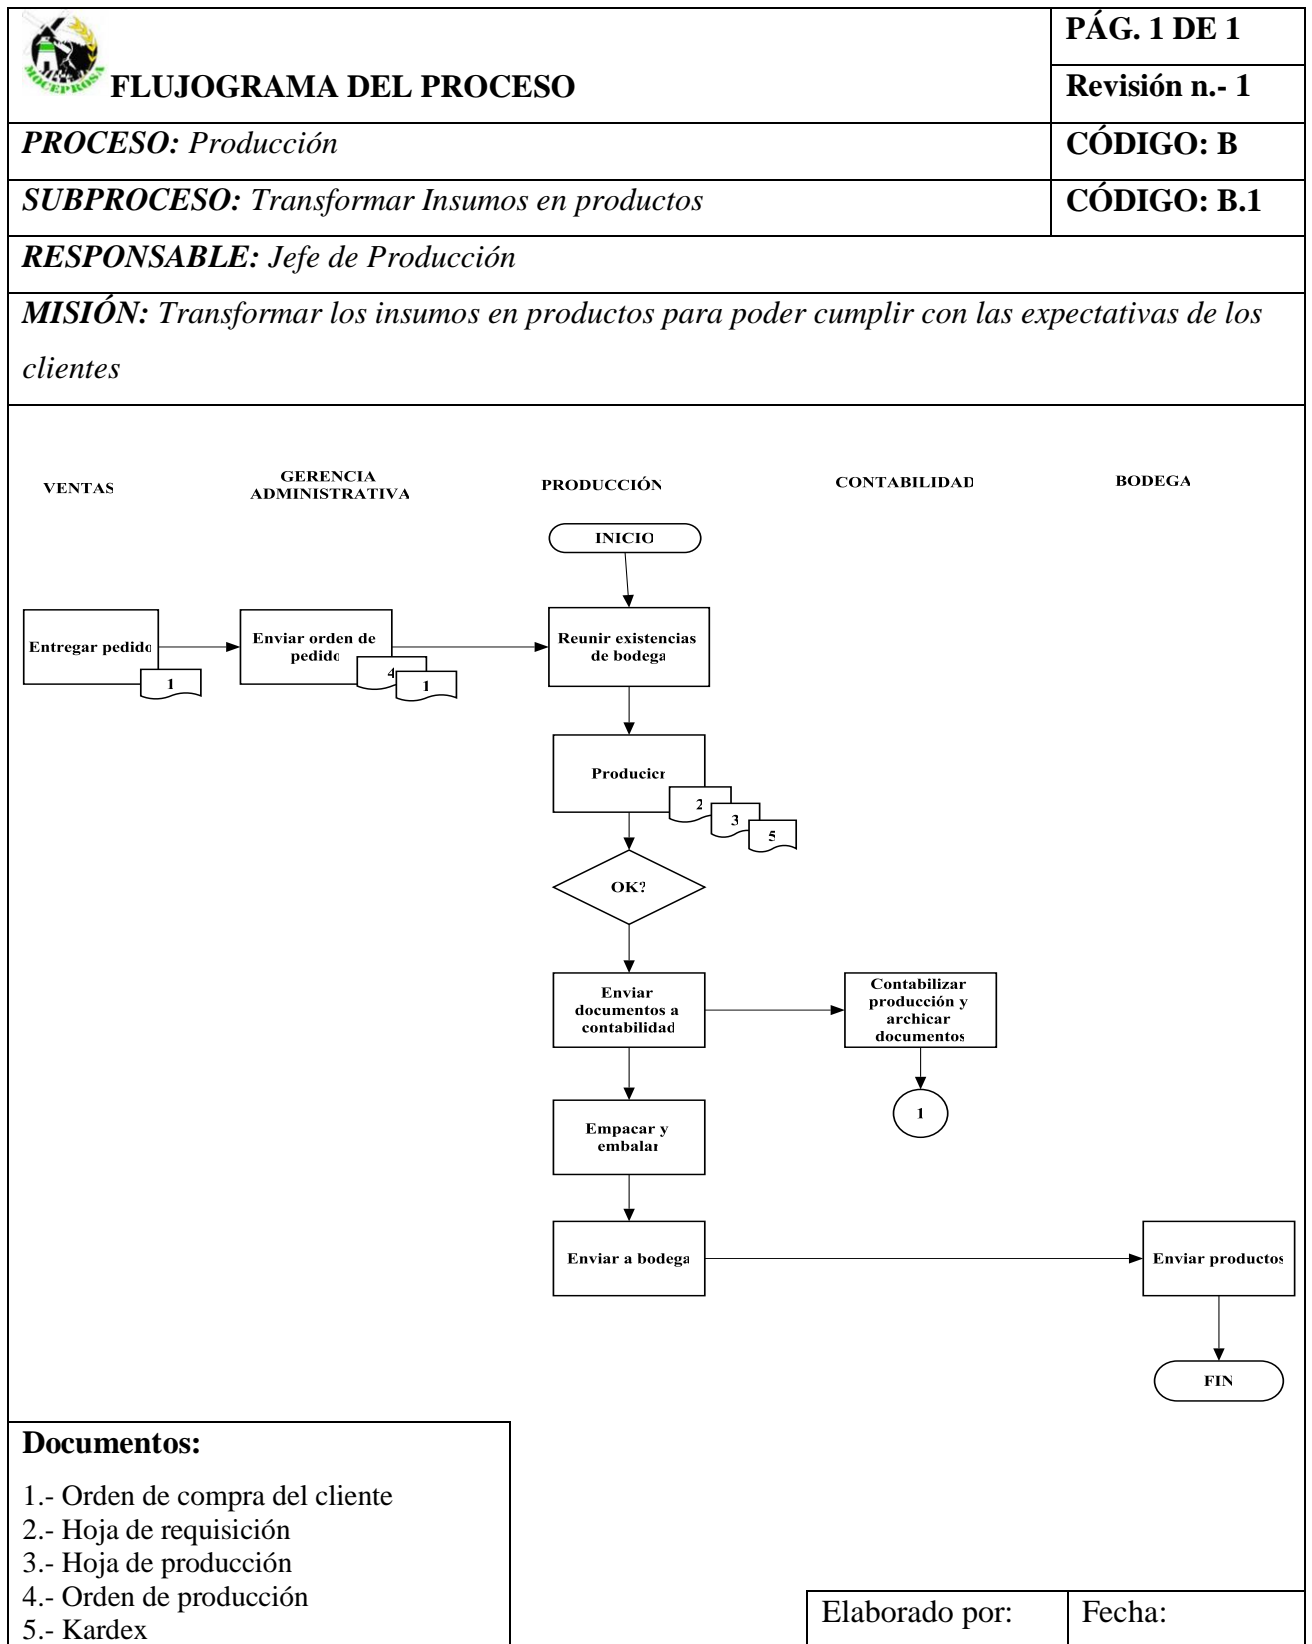 MOCEPROSA
FLUJOGRAMA DEL PROCESO
PÁG. 1 DE 1
Revisión n.- 1
PROCESO: Producción
CÓDIGO: B
SUBPROCESO: Transformar Insumos en productos
CÓDIGO: B.1
RESPONSABLE: Jefe de Producción
MISIÓN: Transformar los insumos en productos para poder cumplir con las expectativas de los
clientes
VENTAS
GERENCIA
ADMINISTRATIVA
PRODUCCIÓN
CONTABILIDAD
BODEGA
INICIO
Entregar pedido
1
Enviar orden de
pedido
4
1
Reunir existencias
de bodega
Producicr
2
3
5
OK?
Enviar
documentos a
contabilidad
Contabilizar
producción y
archicar
documentos
1
Empacar y
embalar
Enviar a bodega
Enviar productos
FIN
Documentos:
1.- Orden de compra del cliente
2.- Hoja de requisición
3.- Hoja de producción
4.- Orden de producción
5.- Kardex
Elaborado por:
Fecha: